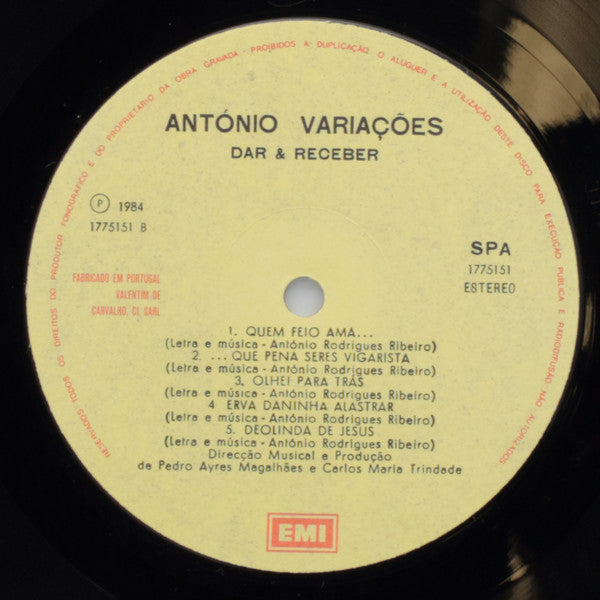 RESERVADOS TODOS OS DIREITOS DO PRODUTOR FONOGRÁFICO E DO PROPRIETÁRIO DA OBRA GRAVADA - PROIBIDOS A DUPLICAÇÃO O ALUGUER E A UTILIZAÇÃO DESTE DISCO PARA EXECUÇÃO PUBLICA E RADIODIFUSÃO NÃO AUTORIZADOS
ANTÓNIO VARIAÇÕES
DAR & RECEBER
Ⓟ 1984
1775151 B
SPA
1775151
ESTEREO
FABRICADO EM PORTUGAL
VALENTIM DE
CARVALHO, CI, SARL
1. QUEM FEIO AMA...
(Letra e música - António Rodrigues Ribeiro)
2. ... QUE PENA SERES VIGARISTA
(Letra e música - António Rodrigues Ribeiro)
3. OLHEI PARA TRÁS
(Letra e música - António Rodrigues Ribeiro)
4 ERVA DANINHA ALASTRAR
(Letra e música - António Rodrigues Ribeiro)
5. DEOLINDA DE JESUS
(Letra e música - António Rodrigues Ribeiro)
Direcção Musical e Produção
de Pedro Ayres Magalhães e Carlos Maria Trindade
EMI